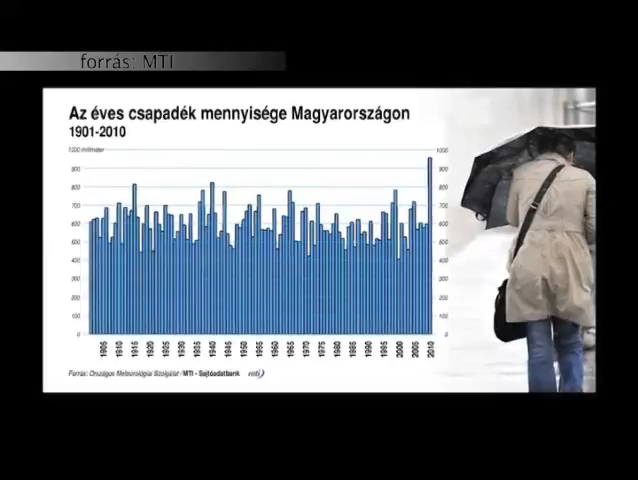 forrás: MTI
Az éves csapadék mennyisége Magyarországon
1901-2010
1000 milliméter
1000
900 900
800 800
700 700
600 600
500 500
400 400
300 300
200 200
100 100
0 0
1905 1910 1915 1920 1925 1930 1935 1940 1945 1950 1955 1960 1965 1970 1975 1980 1985 1990 1995 2000 2005 2010
Forrás: Országos Meteorológiai Szolgálat / MTI - Sajtóadatbank mti